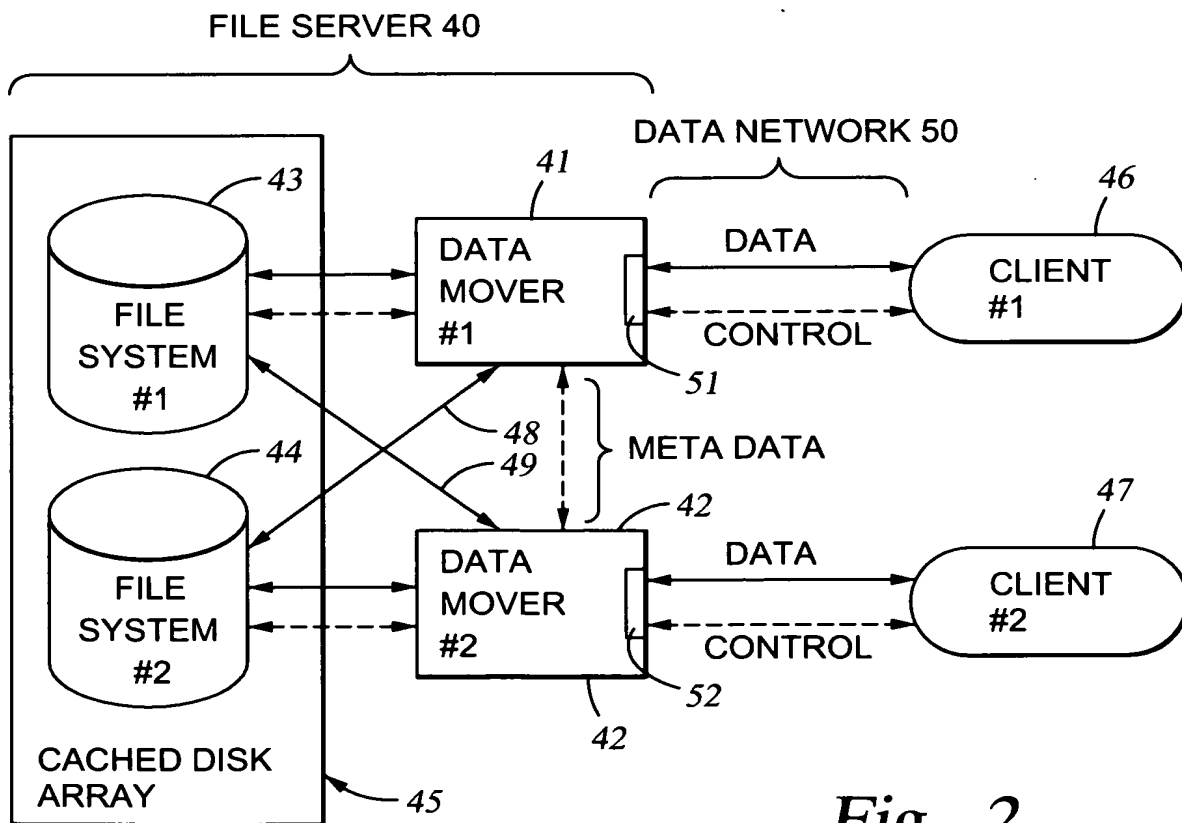 FILE SERVER 40
DATA NETWORK 50
43
41
46
FILE
SYSTEM
#1
DATA
MOVER
#1
DATA
CONTROL
CLIENT
#1
51
48
49
META DATA
44
42
47
FILE
SYSTEM
#2
DATA
MOVER
#2
DATA
CONTROL
CLIENT
#2
52
42
CACHED DISK
ARRAY
45
Fig. 2